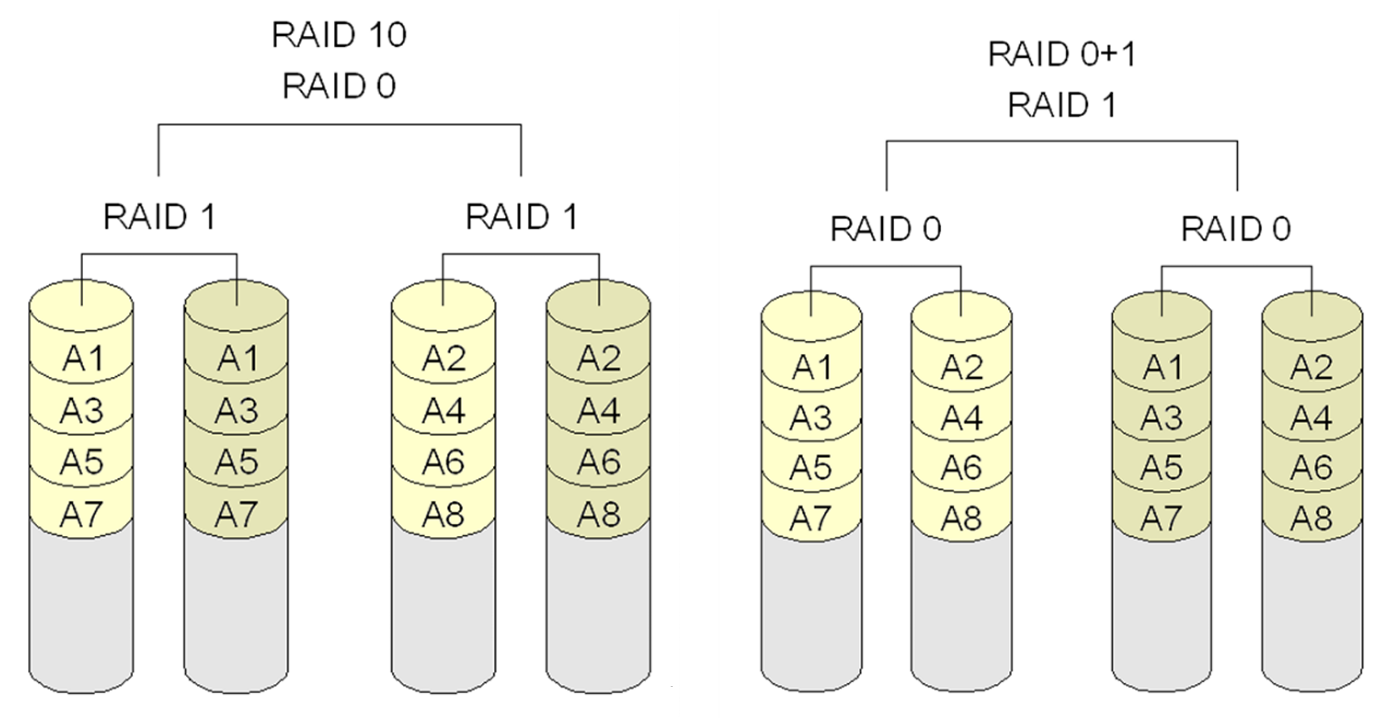 RAID 10
RAID 0
RAID 1 RAID 1
A1 A1 A2 A2
A3 A3 A4 A4
A5 A5 A6 A6
A7 A7 A8 A8
RAID 0+1
RAID 1
RAID 0 RAID 0
A1 A2 A1 A2
A3 A4 A3 A4
A5 A6 A5 A6
A7 A8 A7 A8